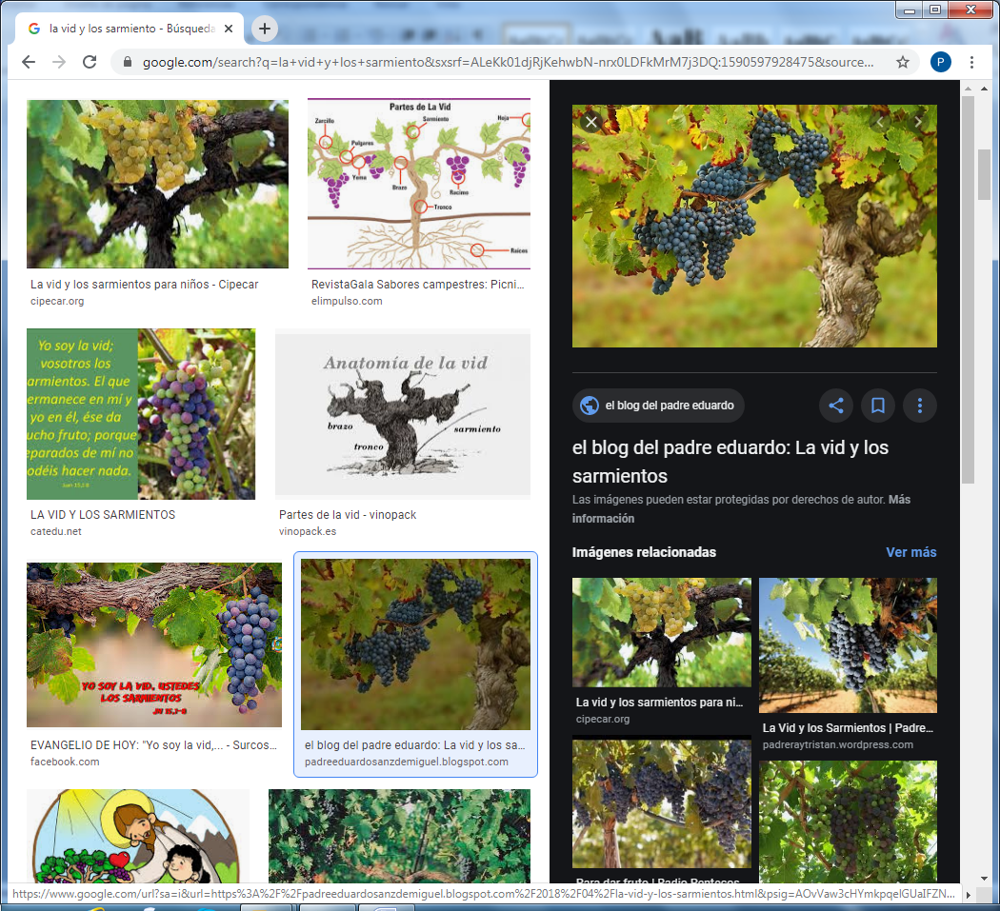 la vid y los sarmiento - Búsqueda
google.com/search?q=la+vid+y+los+sarmiento&sxsrf=ALeKk01djRjKehwbN-nrx0LDFkMrM7j3DQ:1590597928475&source...
P
Partes de La Vid
Zarcillo
Sarmiento
Hoja
Pulgares
Yema
Brazo
Racimo
Tronco
Raíces
La vid y los sarmientos para niños - Cipecar
cipecar.org
RevistaGala Sabores campestres: Picni...
elimpulso.com
Yo soy la vid;
vosotros los
armientos. El que
ermanece en mí y
yo en él, ése da
ucho fruto; porque
eparados de mí no
odéis hacer nada.
Juan 15,1-8
Anatomía de la vid
brazo
sarmiento
tronco
LA VID Y LOS SARMIENTOS
catedu.net
Partes de la vid - vinopack
vinopack.es
YO SOY LA VID, USTEDES
LOS SARMIENTOS
JN 15,1-8
EVANGELIO DE HOY: "Yo soy la vid,... - Surcos...
facebook.com
el blog del padre eduardo: La vid y los sa...
padreeduardosanzdemiguel.blogspot.com
el blog del padre eduardo
el blog del padre eduardo: La vid y los
sarmientos
Las imágenes pueden estar protegidas por derechos de autor. Más
información
Imágenes relacionadas
Ver más
La vid y los sarmientos para ni...
cipecar.org
La Vid y los Sarmientos | Padre...
padreraytristan.wordpress.com
Para dar fruto | Radio Pentecos
https://www.google.com/url?sa=i&url=https%3A%2F%2Fpadreeduardosanzdemiguel.blogspot.com%2F2018%2F04%2Fla-vid-y-los-sarmientos.html&psig=AOvVaw3cHYmkpqelGUaIFZN...